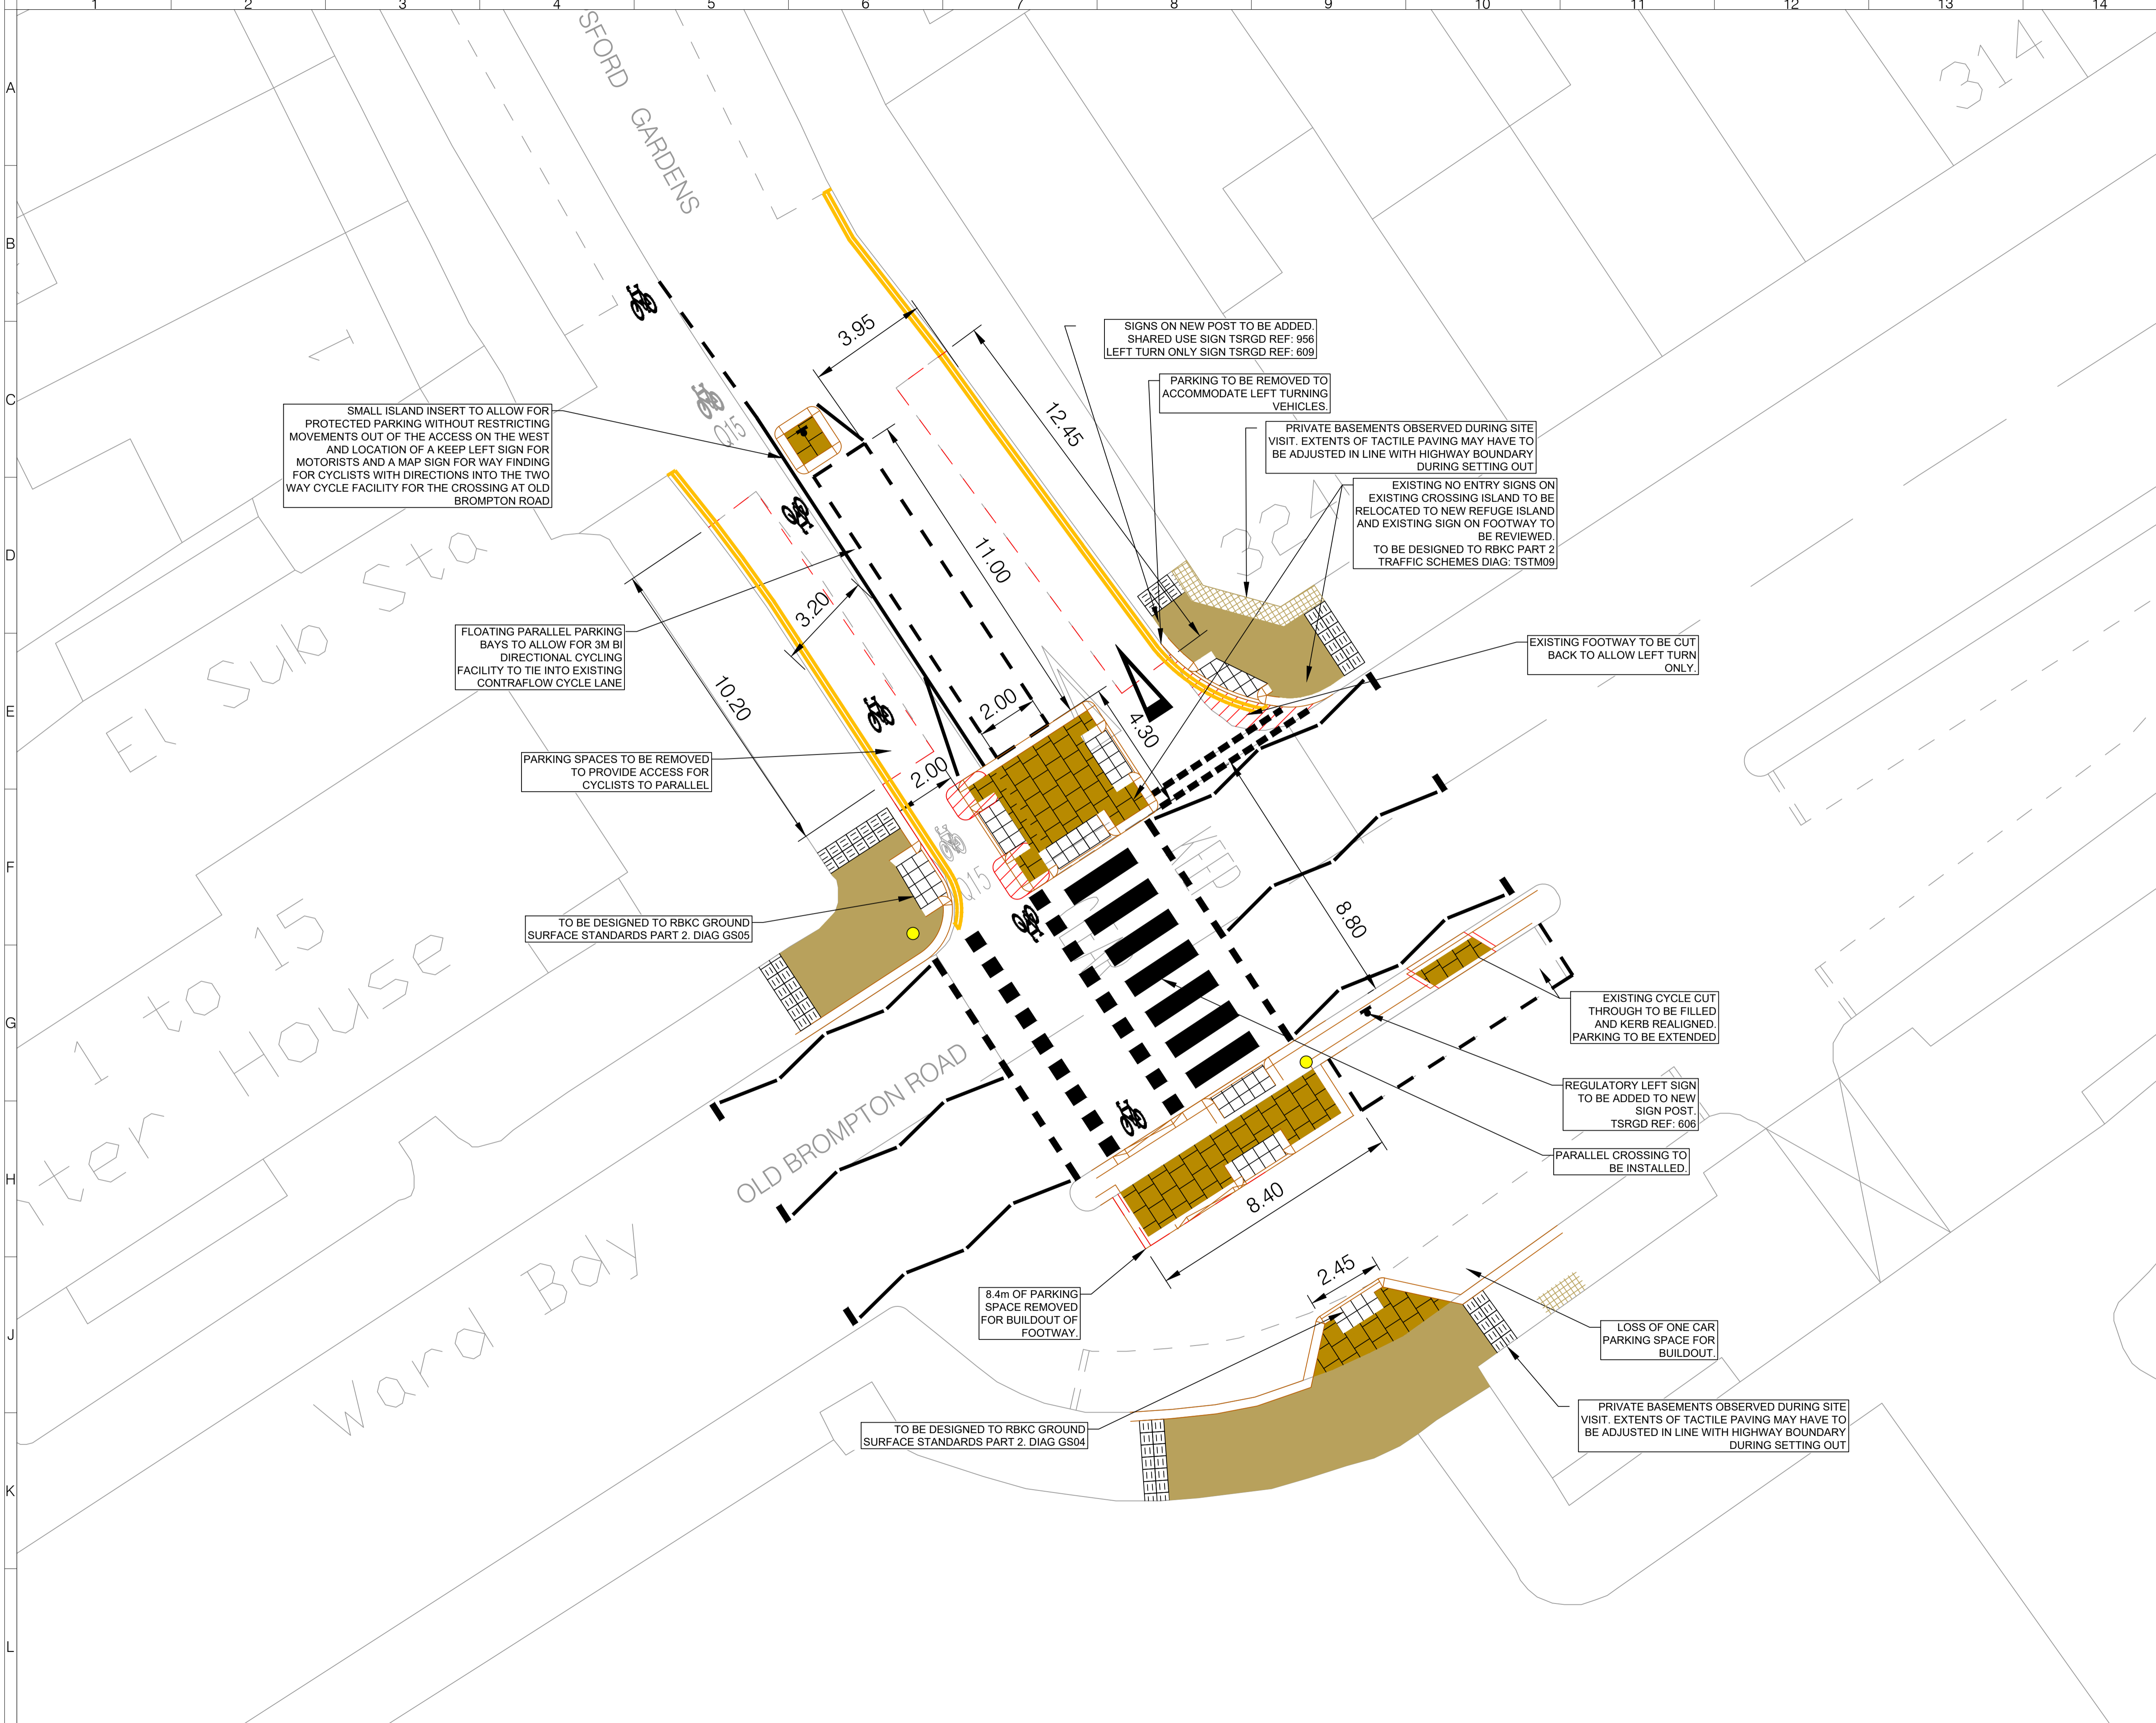 1 2 3 4 5 6 7 8 9 10 11 12 13 14
A
B
C
D
E
F
G
H
J
K
L
SFORD GARDENS
314
324
1
SIGNS ON NEW POST TO BE ADDED.
SHARED USE SIGN TSRGD REF: 956
LEFT TURN ONLY SIGN TSRGD REF: 609
PARKING TO BE REMOVED TO
ACCOMMODATE LEFT TURNING
VEHICLES.
SMALL ISLAND INSERT TO ALLOW FOR
PROTECTED PARKING WITHOUT RESTRICTING
MOVEMENTS OUT OF THE ACCESS ON THE WEST
AND LOCATION OF A KEEP LEFT SIGN FOR
MOTORISTS AND A MAP SIGN FOR WAY FINDING
FOR CYCLISTS WITH DIRECTIONS INTO THE TWO
WAY CYCLE FACILITY FOR THE CROSSING AT OLD
BROMPTON ROAD
PRIVATE BASEMENTS OBSERVED DURING SITE
VISIT. EXTENTS OF TACTILE PAVING MAY HAVE TO
BE ADJUSTED IN LINE WITH HIGHWAY BOUNDARY
DURING SETTING OUT
EXISTING NO ENTRY SIGNS ON
EXISTING CROSSING ISLAND TO BE
RELOCATED TO NEW REFUGE ISLAND
AND EXISTING SIGN ON FOOTWAY TO
BE REVIEWED.
TO BE DESIGNED TO RBKC PART 2
TRAFFIC SCHEMES DIAG: TSTM09
3.95
12.45
Q15
11.00
3.20
10.20
2.00
2.00
4.30
8.80
El Sub Sta
FLOATING PARALLEL PARKING
BAYS TO ALLOW FOR 3M BI
DIRECTIONAL CYCLING
FACILITY TO TIE INTO EXISTING
CONTRAFLOW CYCLE LANE
EXISTING FOOTWAY TO BE CUT
BACK TO ALLOW LEFT TURN
ONLY.
PARKING SPACES TO BE REMOVED
TO PROVIDE ACCESS FOR
CYCLISTS TO PARALLEL
Q15
TO BE DESIGNED TO RBKC GROUND
SURFACE STANDARDS PART 2. DIAG GS05
1 to 15
House
OLD BROMPTON ROAD
EXISTING CYCLE CUT
THROUGH TO BE FILLED
AND KERB REALIGNED.
PARKING TO BE EXTENDED
REGULATORY LEFT SIGN
TO BE ADDED TO NEW
SIGN POST.
TSRGD REF: 606
PARALLEL CROSSING TO
BE INSTALLED.
8.40
Ward Bdy
2.45
8.4m OF PARKING
SPACE REMOVED
FOR BUILDOUT OF
FOOTWAY.
LOSS OF ONE CAR
PARKING SPACE FOR
BUILDOUT.
TO BE DESIGNED TO RBKC GROUND
SURFACE STANDARDS PART 2. DIAG GS04
PRIVATE BASEMENTS OBSERVED DURING SITE
VISIT. EXTENTS OF TACTILE PAVING MAY HAVE TO
BE ADJUSTED IN LINE WITH HIGHWAY BOUNDARY
DURING SETTING OUT